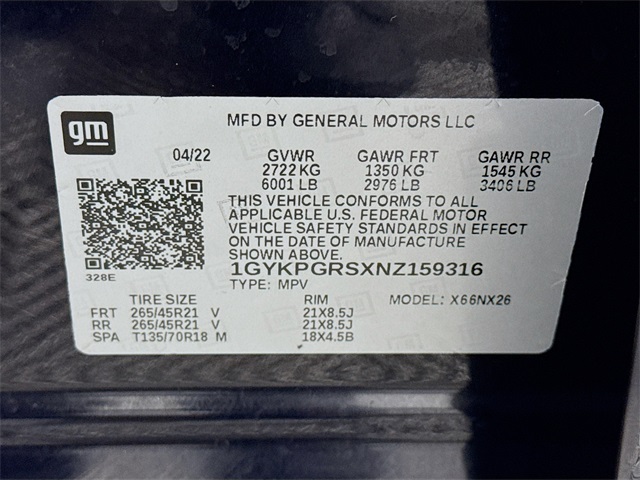 gm
MFD BY GENERAL MOTORS LLC
04/22 GVWR GAWR FRT GAWR RR
2722 KG 1350 KG 1545 KG
6001 LB 2976 LB 3406 LB
THIS VEHICLE CONFORMS TO ALL
APPLICABLE U.S. FEDERAL MOTOR
VEHICLE SAFETY STANDARDS IN EFFECT
ON THE DATE OF MANUFACTURE
SHOWN ABOVE.
1GYKPGRSXNZ159316
328E
TYPE: MPV
TIRE SIZE RIM MODEL: X66NX26
FRT 265/45R21 V 21X8.5J
RR 265/45R21 V 21X8.5J
SPA T135/70R18 M 18X4.5B